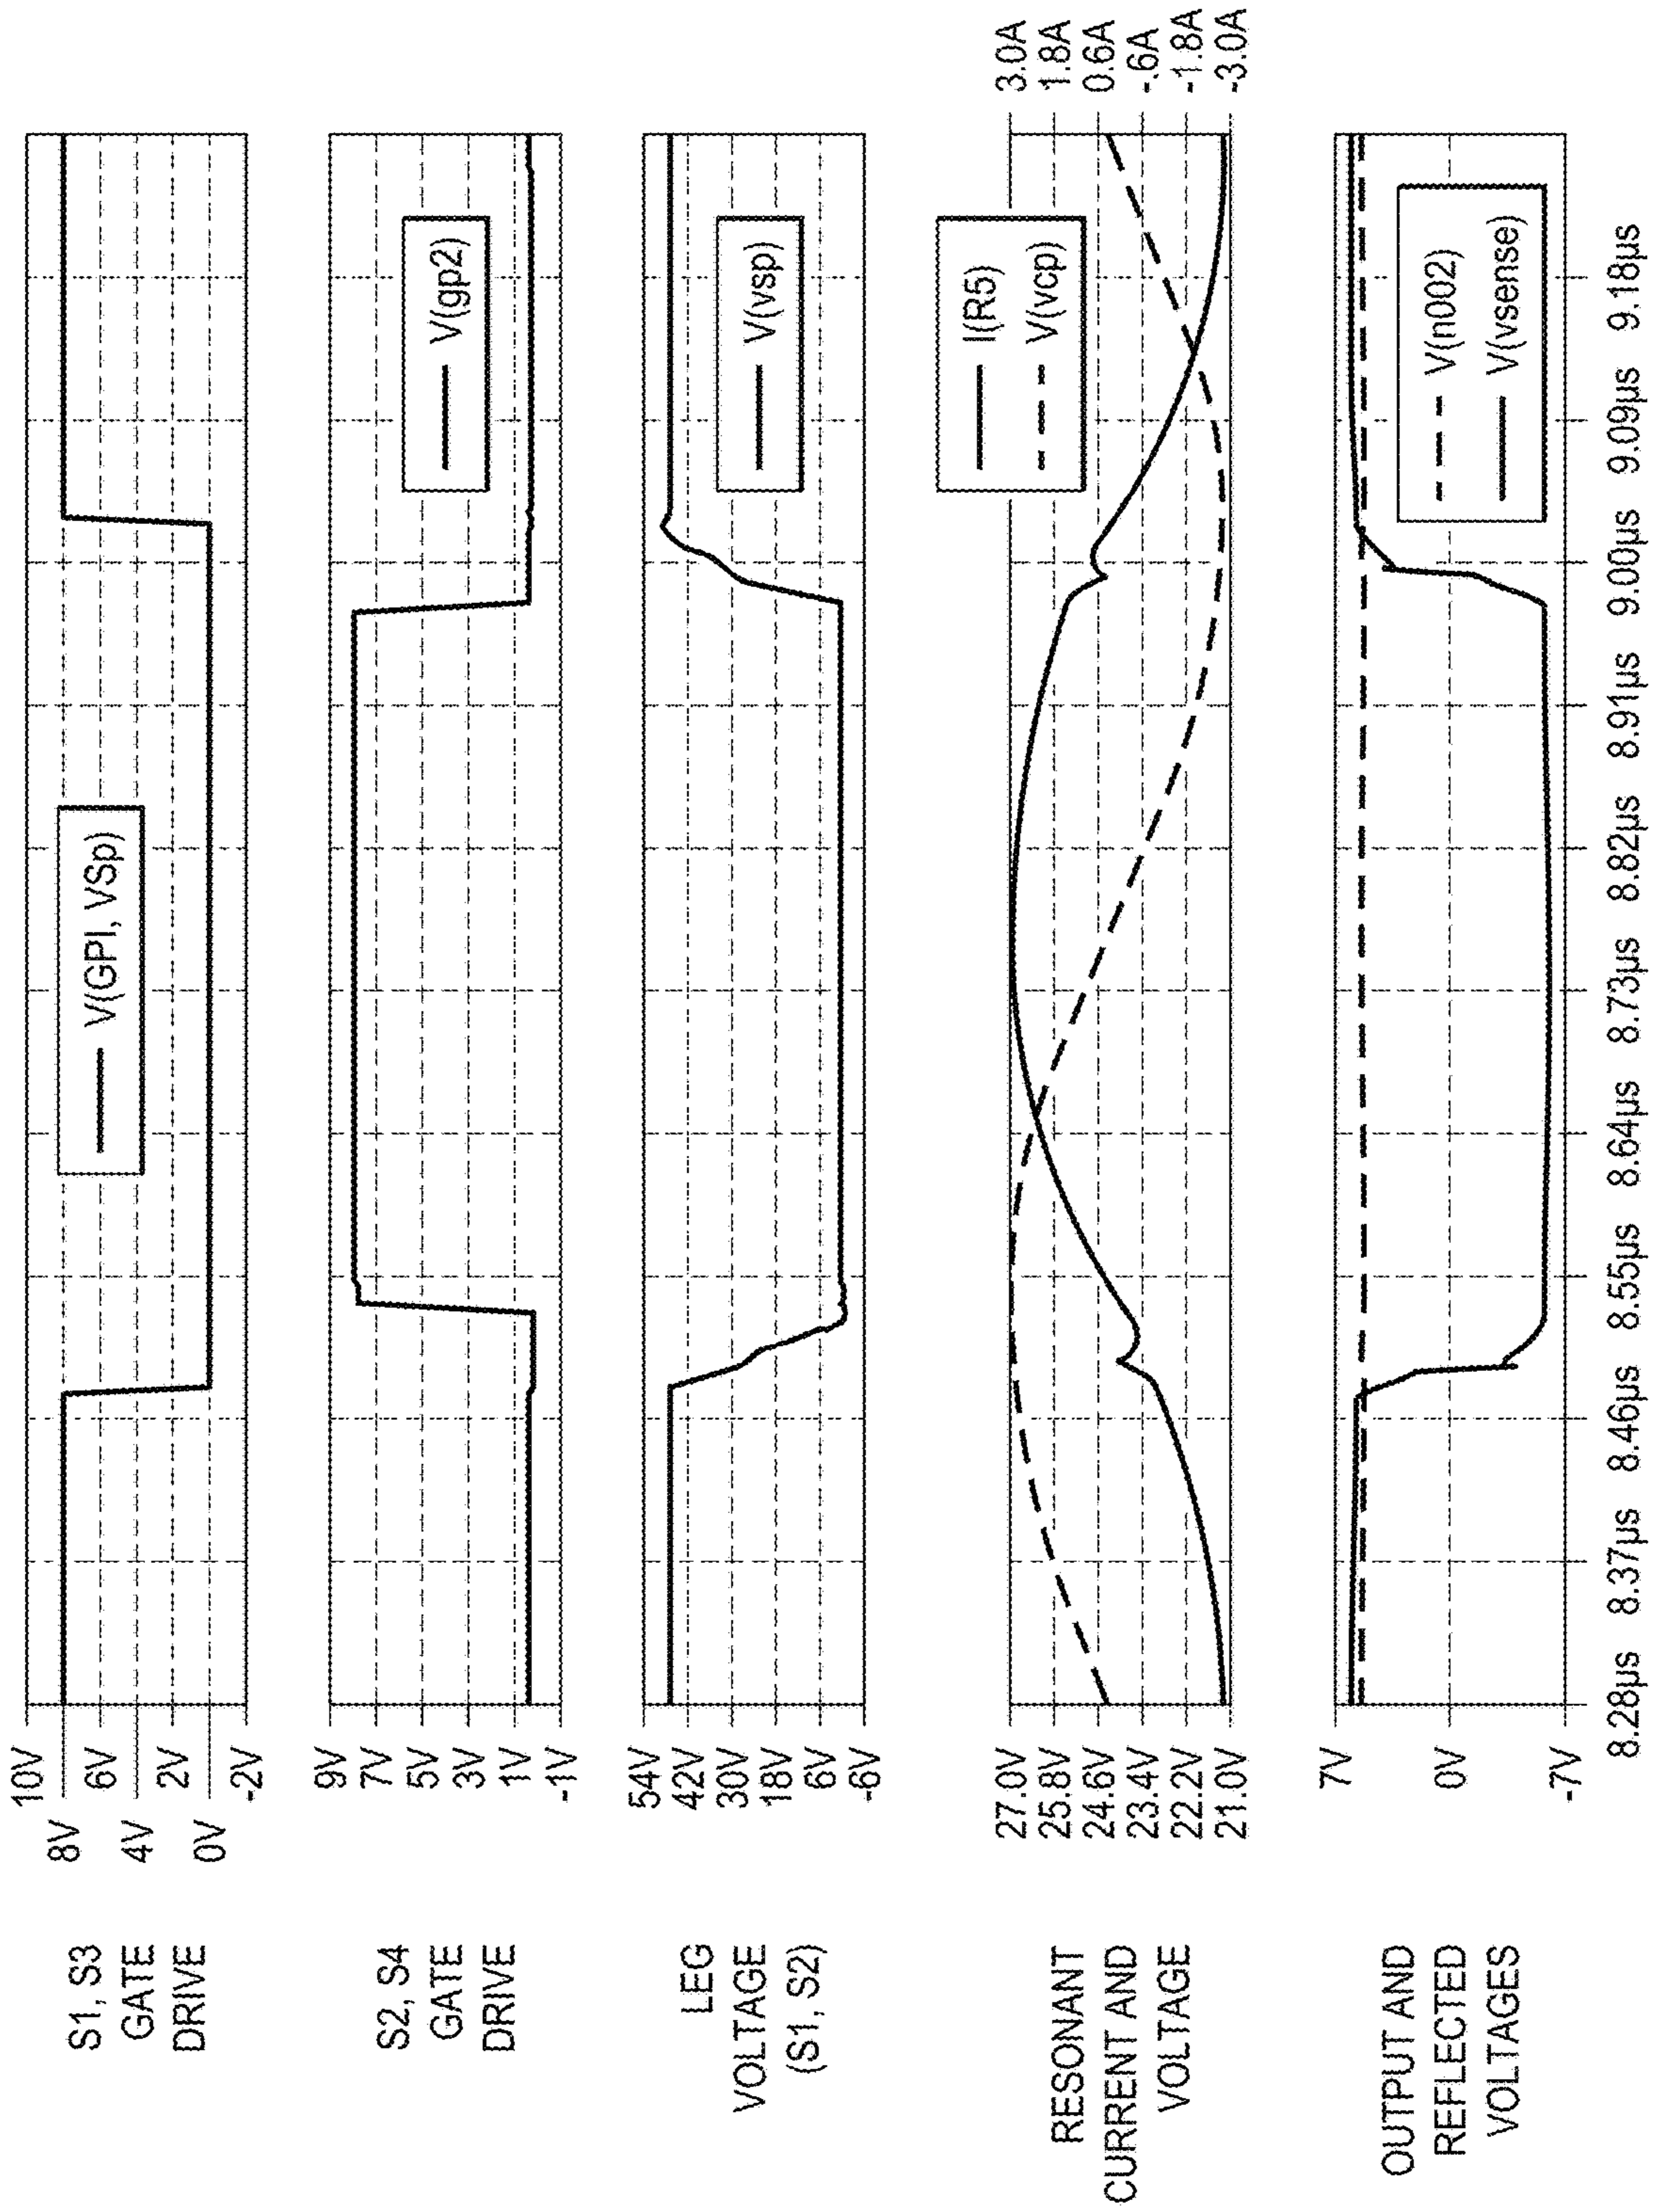 S1, S3
GATE
DRIVE
10V
8V
6V
4V
2V
0V
-2V
V(GPI, VSp)
S2, S4
GATE
DRIVE
9V
7V
5V
3V
1V
-1V
V(gp2)
LEG
VOLTAGE
(S1, S2)
54V
42V
30V
18V
6V
-6V
V(vsp)
RESONANT
CURRENT AND
VOLTAGE
27.0V
25.8V
24.6V
23.4V
22.2V
21.0V
I(R5)
V(vcp)
3.0A
1.8A
0.6A
-.6A
-1.8A
-3.0A
OUTPUT AND
REFLECTED
VOLTAGES
7V
0V
-7V
V(n002)
V(vsense)
8.28µs 8.37µs 8.46µs 8.55µs 8.64µs 8.73µs 8.82µs 8.91µs 9.00µs 9.09µs 9.18µs